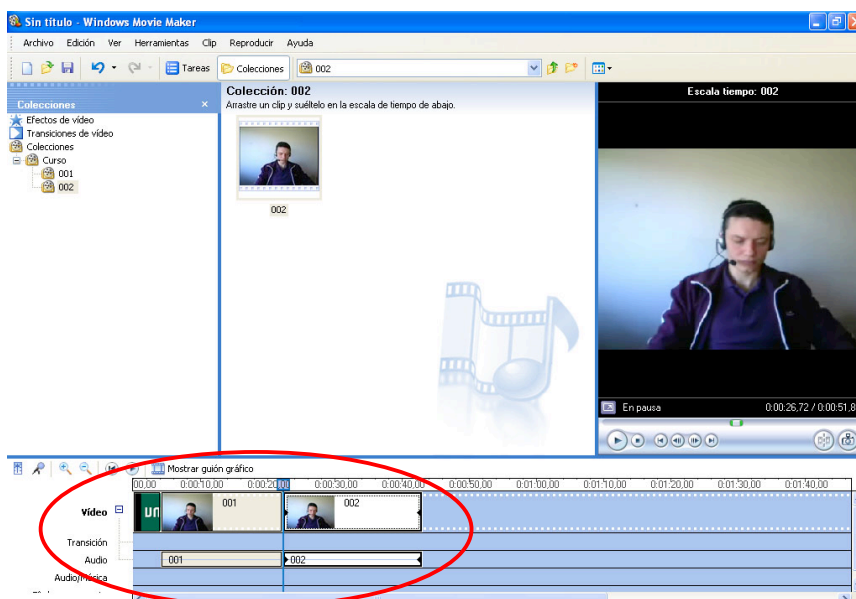 Sin título - Windows Movie Maker
Archivo Edición Ver Herramientas Clip Reproducir Ayuda
Tareas Colecciones 002
Colecciones ×
Efectos de vídeo
Transiciones de vídeo
Colecciones
Curso
001
002
Colección: 002
Arrastre un clip y suéltelo en la escala de tiempo de abajo.
002
Escala tiempo: 002
En pausa 0:00:26,72 / 0:00:51,8
Mostrar guión gráfico
00,00 0:00:10,00 0:00:20 0:00:30,00 0:00:40,00 0:00:50,00 0:01:00,00 0:01:10,00 0:01:20,00 0:01:30,00 0:01:40,00
Vídeo un 001 002
Transición
Audio 001 002
Audio/Música